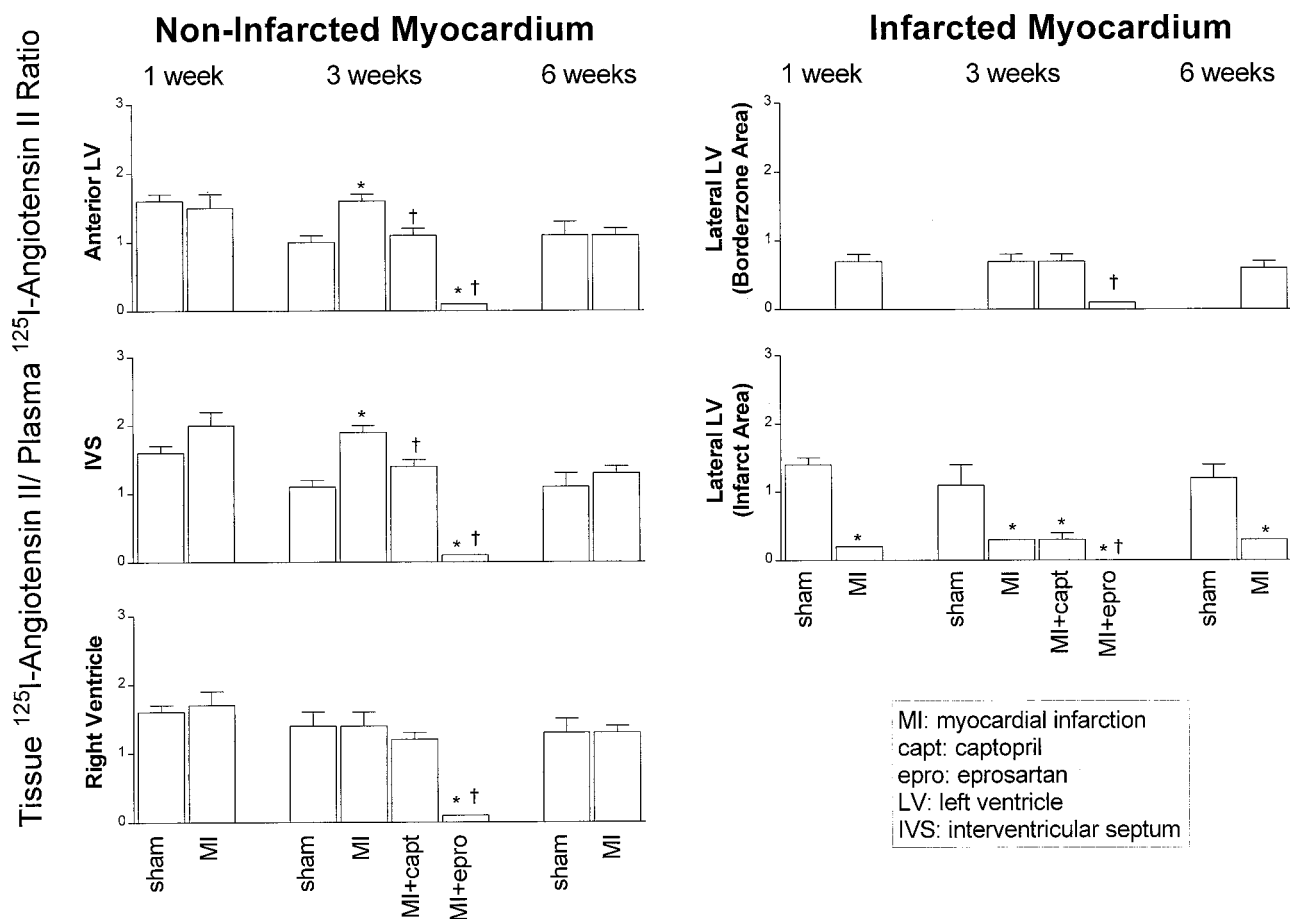 Tissue ¹²⁵I-Angiotensin II/ Plasma ¹²⁵I-Angiotensin II Ratio
Non-Infarcted Myocardium
1 week 3 weeks 6 weeks
Anterior LV
3
2
1
0
*
†
* †
IVS
3
2
1
0
*
†
* †
Right Ventricle
3
2
1
0
* †
sham
MI
sham
MI
MI+capt
MI+epro
sham
MI
Infarcted Myocardium
1 week 3 weeks 6 weeks
Lateral LV
(Borderzone Area)
3
2
1
0
†
Lateral LV
(Infarct Area)
3
2
1
0
*
*
*
* †
*
sham
MI
sham
MI
MI+capt
MI+epro
sham
MI
MI: myocardial infarction
capt: captopril
epro: eprosartan
LV: left ventricle
IVS: interventricular septum